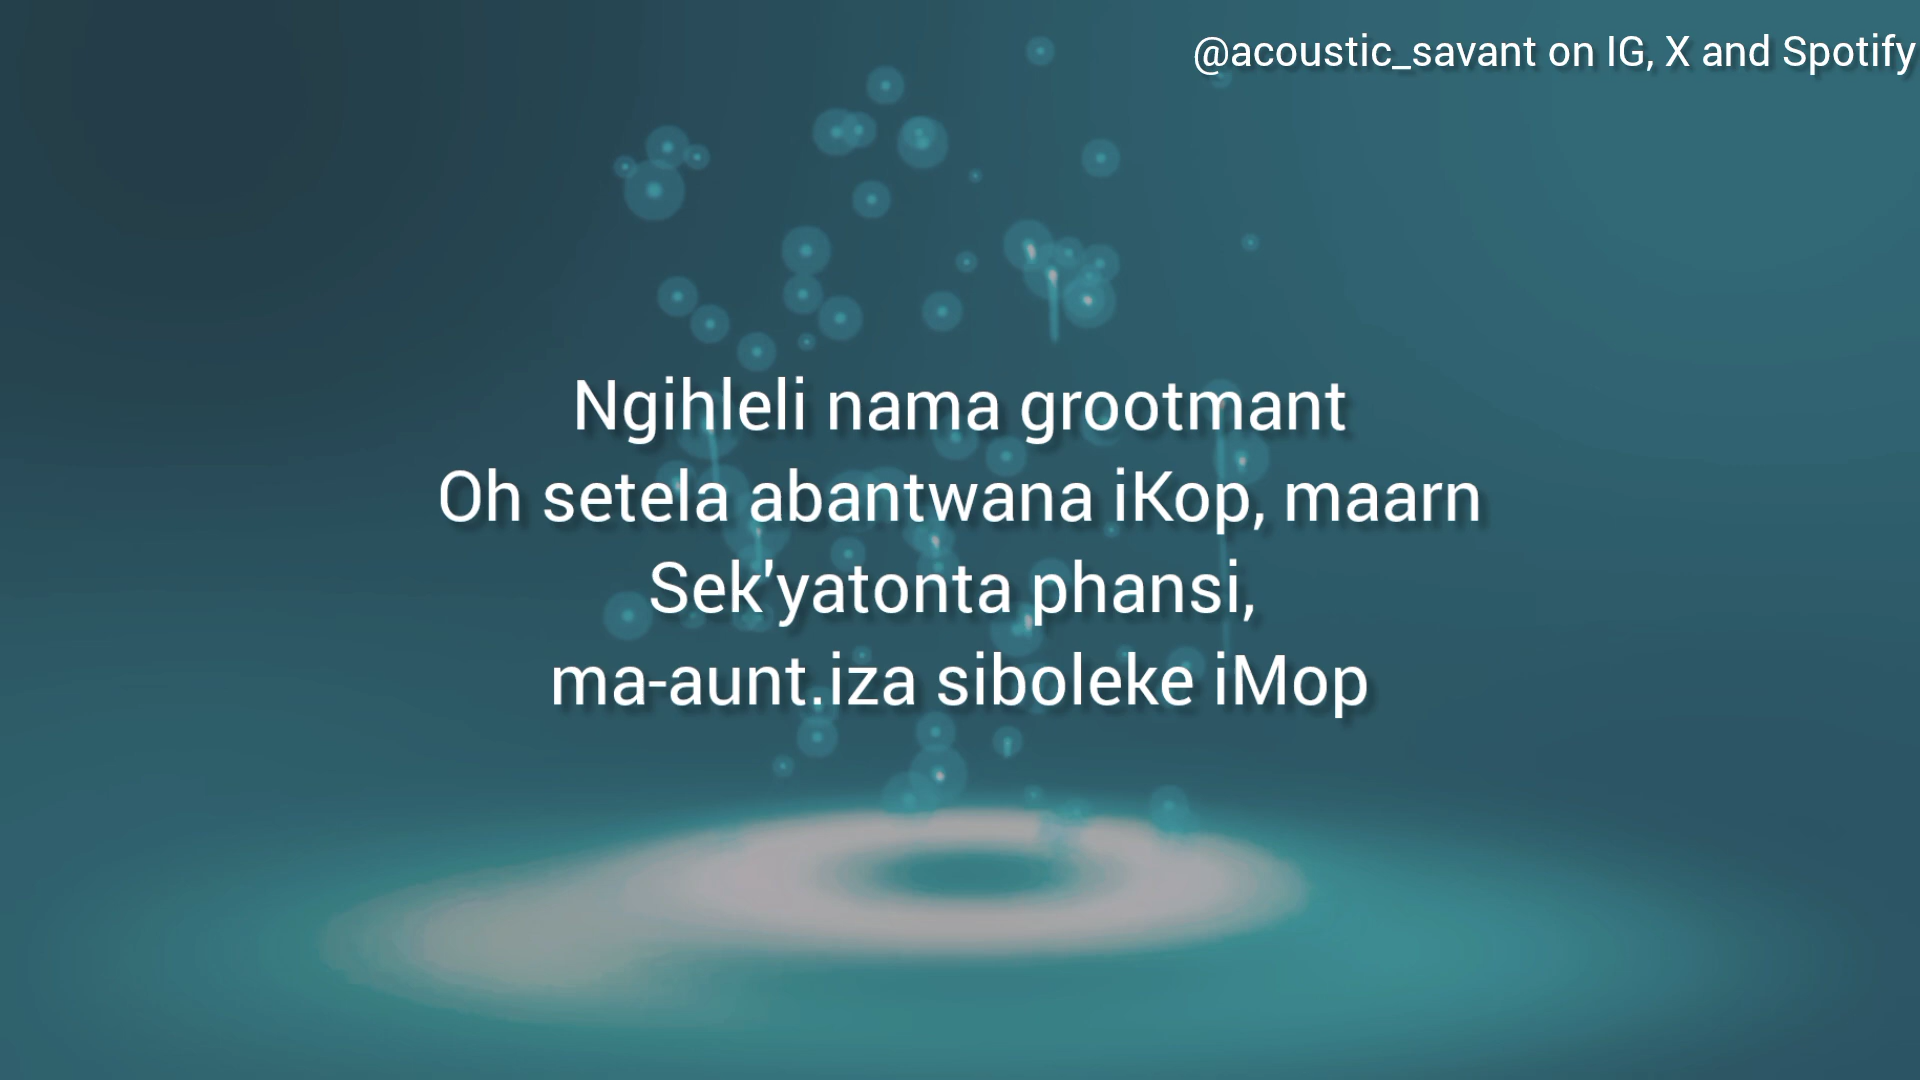 @acoustic_savant on IG, X and Spotify
Ngihleli nama grootmant
Oh setela abantwana iKop, maarn
Sek'yatonta phansi,
ma-aunt.iza siboleke iMop